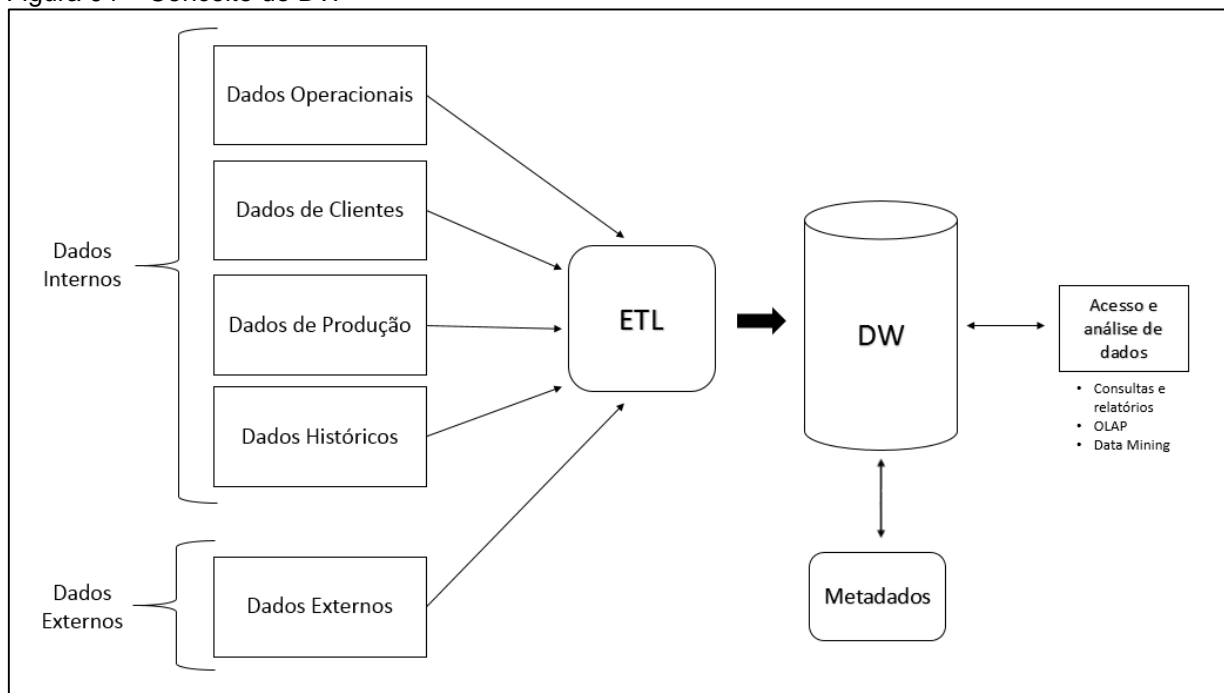 Dados Operacionais
Dados de Clientes
Dados
Internos
Dados de Produção
Dados Históricos
Dados
Externos
Dados Externos
ETL
DW
Metadados
Acesso e
análise de
dados
• Consultas e
relatórios
• OLAP
• Data Mining